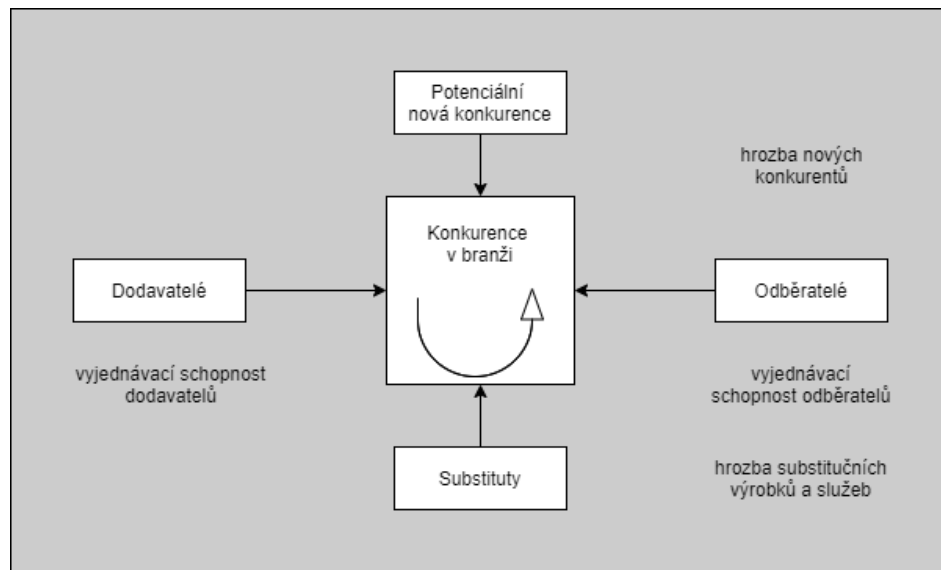 Potenciální
nová konkurence
hrozba nových
konkurentů
Konkurence
v branži
Dodavatelé
Odběratelé
vyjednávací schopnost
dodavatelů
vyjednávací
schopnost odběratelů
Substituty
hrozba substitučních
výrobků a služeb